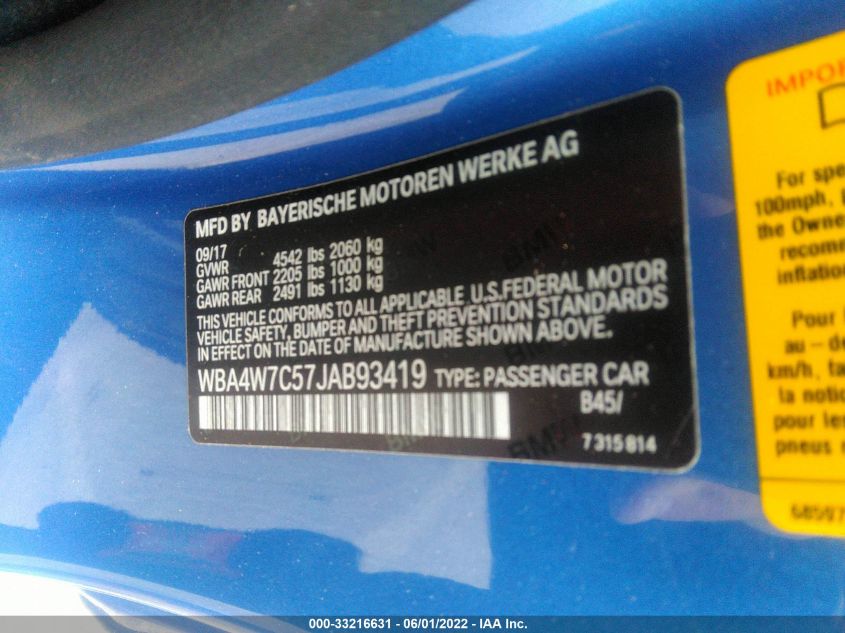 MFD BY BAYERISCHE MOTOREN WERKE AG
09/17
GVWR 4542 lbs 2060 kg
GAWR FRONT 2205 lbs 1000 kg
GAWR REAR 2491 lbs 1130 kg
THIS VEHICLE CONFORMS TO ALL APPLICABLE U.S.FEDERAL MOTOR
VEHICLE SAFETY, BUMPER AND THEFT PREVENTION STANDARDS
IN EFFECT ON THE DATE OF MANUFACTURE SHOWN ABOVE.
WBA4W7C57JAB93419 TYPE: PASSENGER CAR
B45/
7315814
For spe
100mph,
the Owne
recomm
inflation
Pour
au – de
km/h, fa
la notic
pour les
pneus
000-33216631 - 06/01/2022 - IAA Inc.